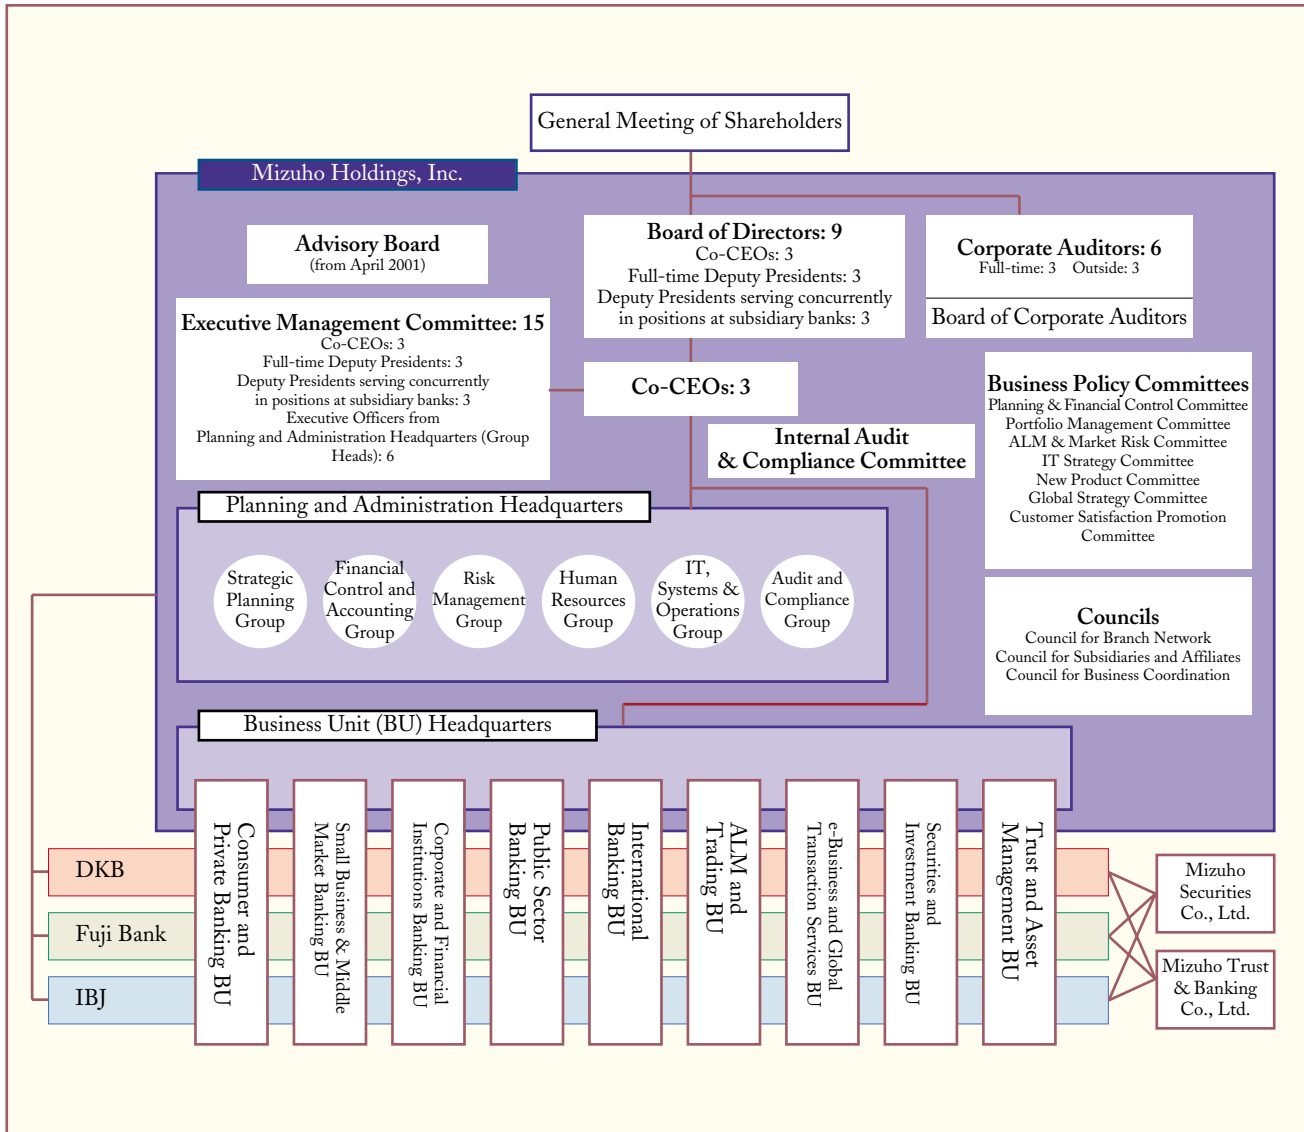 General Meeting of Shareholders
Mizuho Holdings, Inc.
Advisory Board
(from April 2001)
Board of Directors: 9
Co-CEOs: 3
Full-time Deputy Presidents: 3
Deputy Presidents serving concurrently
in positions at subsidiary banks: 3
Corporate Auditors: 6
Full-time: 3 Outside: 3
Board of Corporate Auditors
Executive Management Committee: 15
Co-CEOs: 3
Full-time Deputy Presidents: 3
Deputy Presidents serving concurrently
in positions at subsidiary banks: 3
Executive Officers from
Planning and Administration Headquarters (Group
Heads): 6
Co-CEOs: 3
Internal Audit
& Compliance Committee
Business Policy Committees
Planning & Financial Control Committee
Portfolio Management Committee
ALM & Market Risk Committee
IT Strategy Committee
New Product Committee
Global Strategy Committee
Customer Satisfaction Promotion
Committee
Planning and Administration Headquarters
Strategic
Planning
Group
Financial
Control and
Accounting
Group
Risk
Management
Group
Human
Resources
Group
IT,
Systems &
Operations
Group
Audit and
Compliance
Group
Councils
Council for Branch Network
Council for Subsidiaries and Affiliates
Council for Business Coordination
Business Unit (BU) Headquarters
Consumer and
Private Banking BU
Small Business & Middle
Market Banking BU
Corporate and Financial
Institutions Banking BU
Public Sector
Banking BU
International
Banking BU
ALM and
Trading BU
e-Business and Global
Transaction Services BU
Securities and
Investment Banking BU
Trust and Asset
Management BU
DKB
Fuji Bank
IBJ
Mizuho
Securities
Co., Ltd.
Mizuho Trust
& Banking
Co., Ltd.